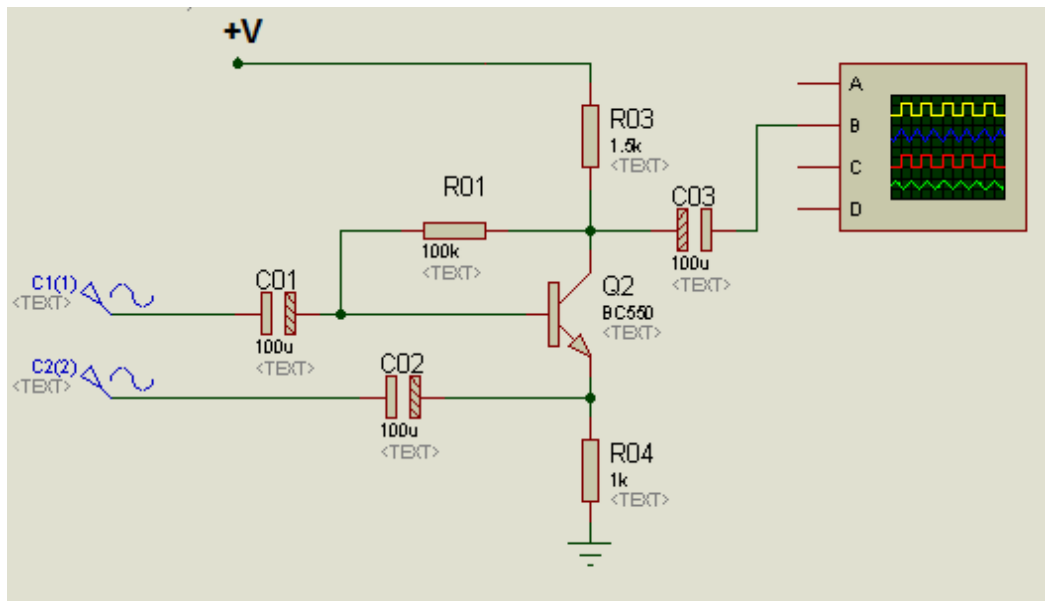 +V
R03
1.5k
<TEXT>
A
B
C
D
R01
100k
<TEXT>
C03
100u
<TEXT>
C1(1)
<TEXT>
C01
100u
<TEXT>
Q2
BC550
<TEXT>
C2(2)
<TEXT>
C02
100u
<TEXT>
R04
1k
<TEXT>